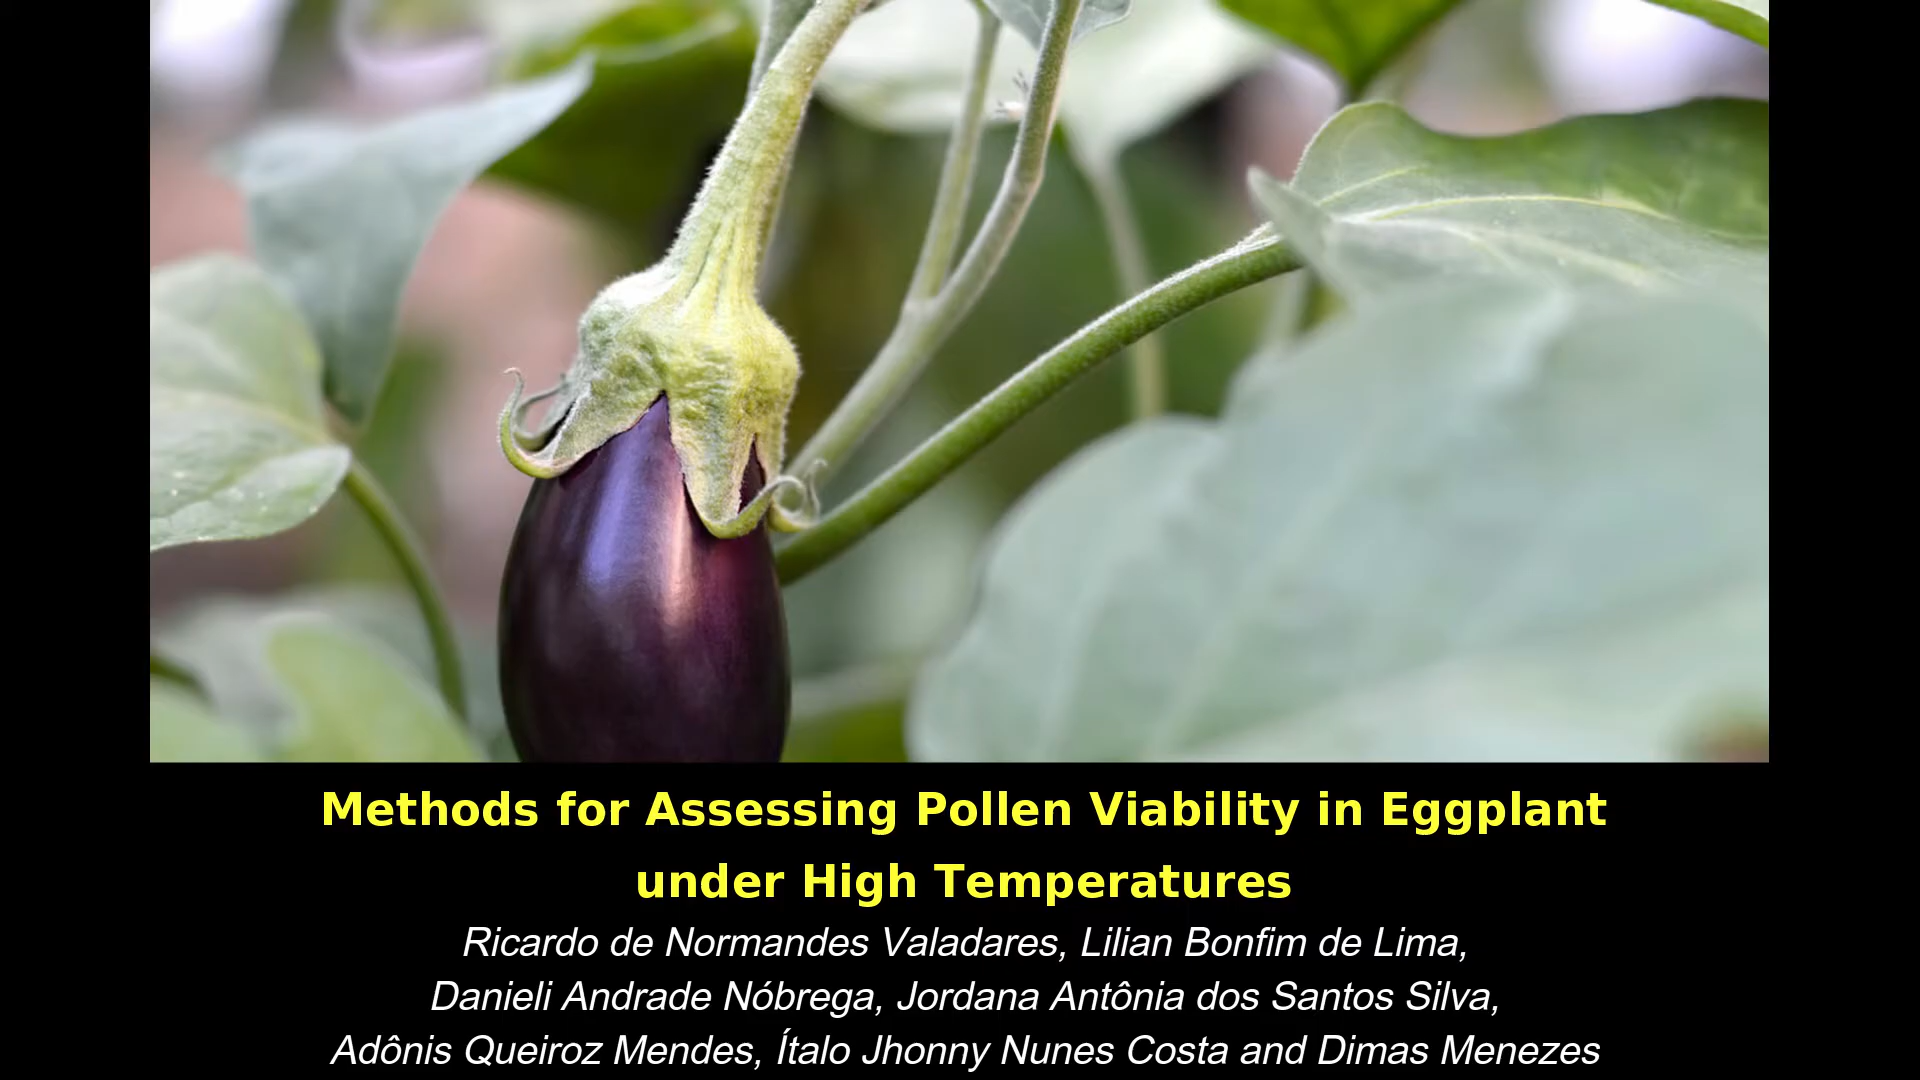 Methods for Assessing Pollen Viability in Eggplant
under High Temperatures
Ricardo de Normandes Valadares, Lilian Bonfim de Lima,
Danieli Andrade Nóbrega, Jordana Antônia dos Santos Silva,
Adônis Queiroz Mendes, Ítalo Jhonny Nunes Costa and Dimas Menezes